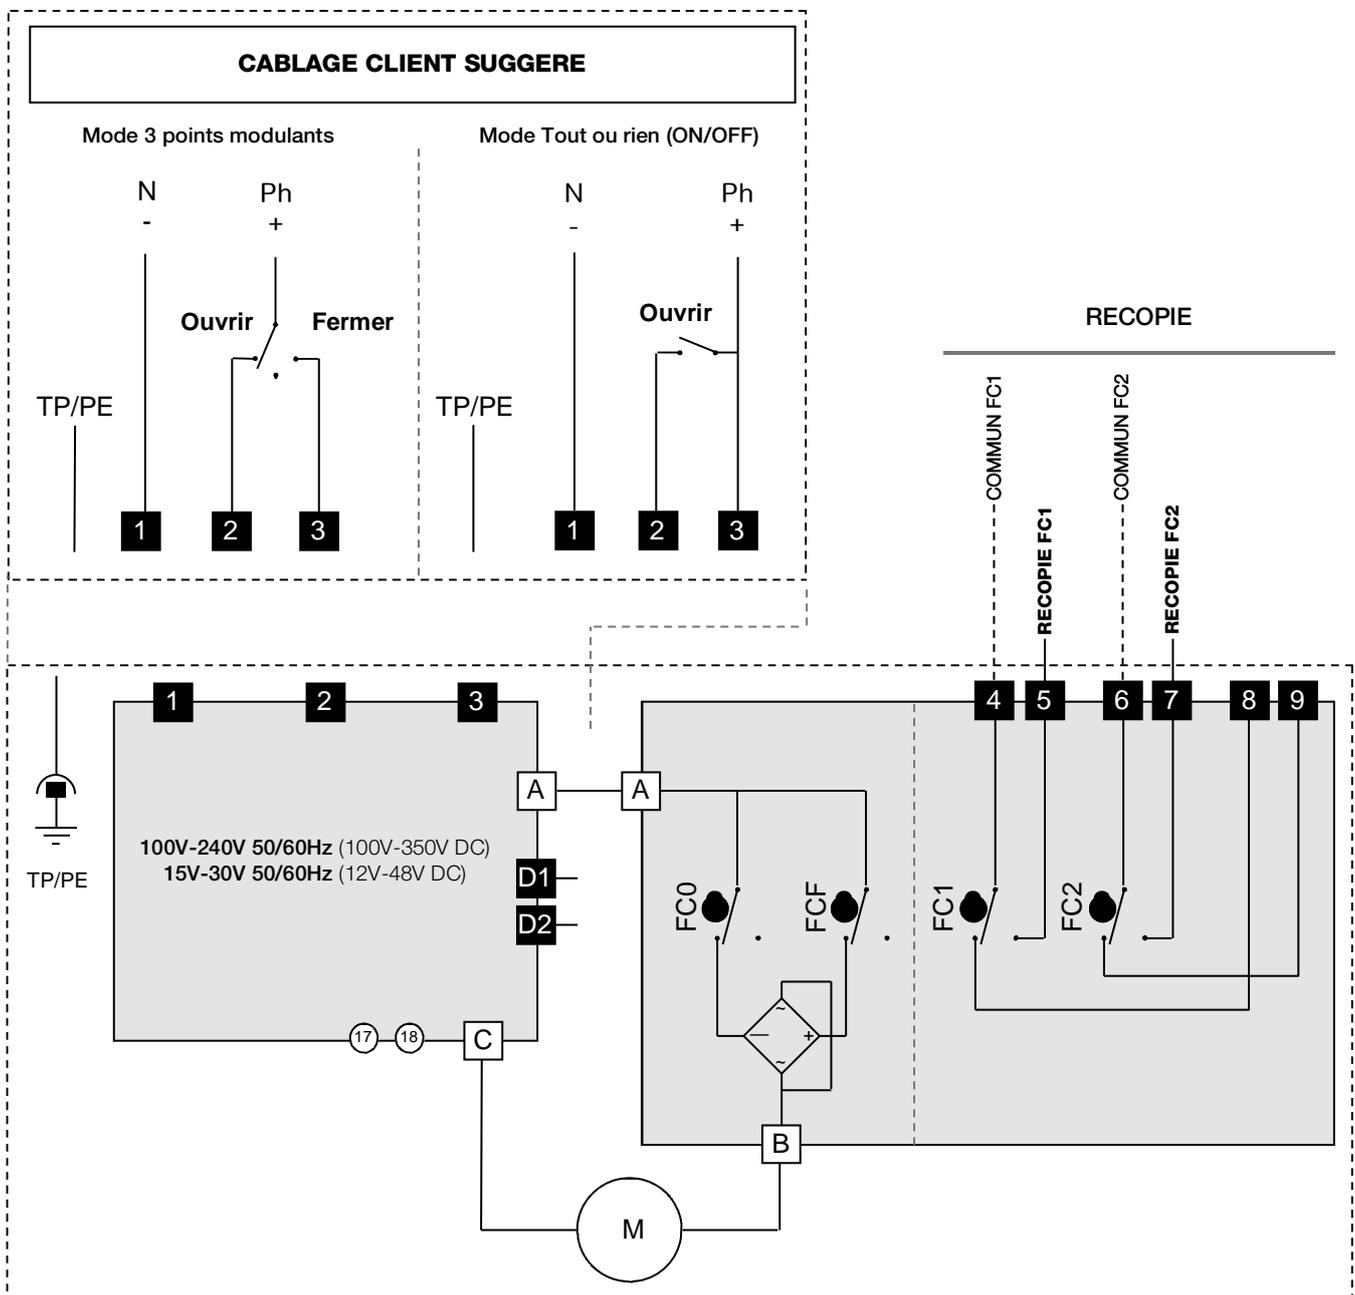 CABLAGE CLIENT SUGGERE
Mode 3 points modulants
N
-
Ph
+
Ouvrir
Fermer
TP/PE
1
2
3
Mode Tout ou rien (ON/OFF)
N
-
Ph
+
Ouvrir
TP/PE
1
2
3
RECOPIE
COMMUN FC1
RECOPIE FC1
COMMUN FC2
RECOPIE FC2
TP/PE
1
2
3
100V-240V 50/60Hz (100V-350V DC)
15V-30V 50/60Hz (12V-48V DC)
A
D1
D2
17
18
C
A
4
5
6
7
8
9
FC0
FCF
FC1
FC2
~
—
+
~
B
M